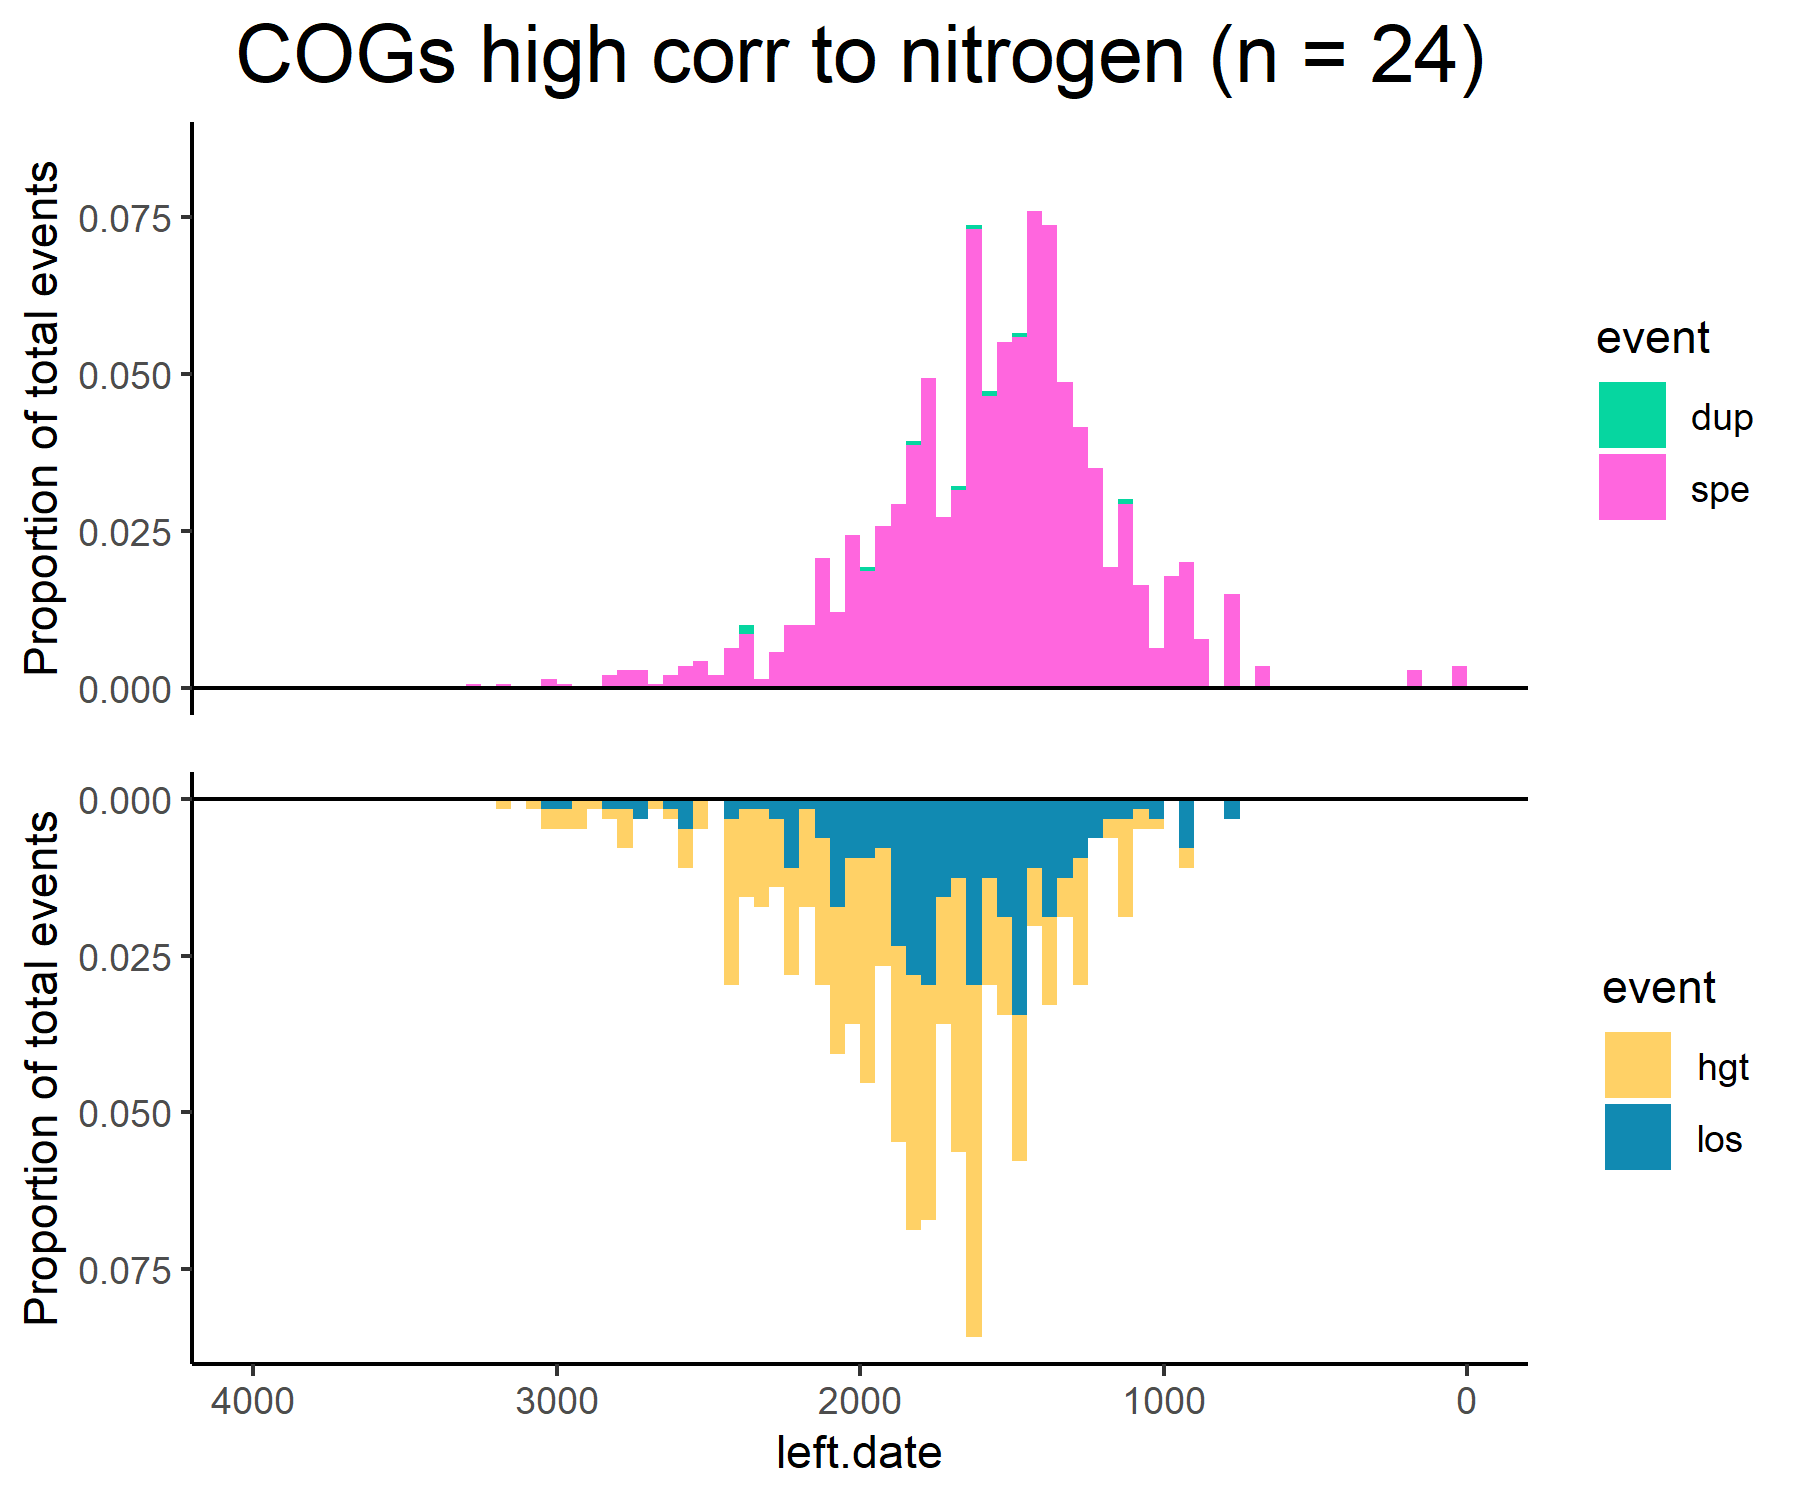 COGs high corr to nitrogen (n = 24)
Proportion of total events
0.075
0.050
0.025
0.000
event
dup
spe
Proportion of total events
0.000
0.025
0.050
0.075
event
hgt
los
4000 3000 2000 1000 0
left.date